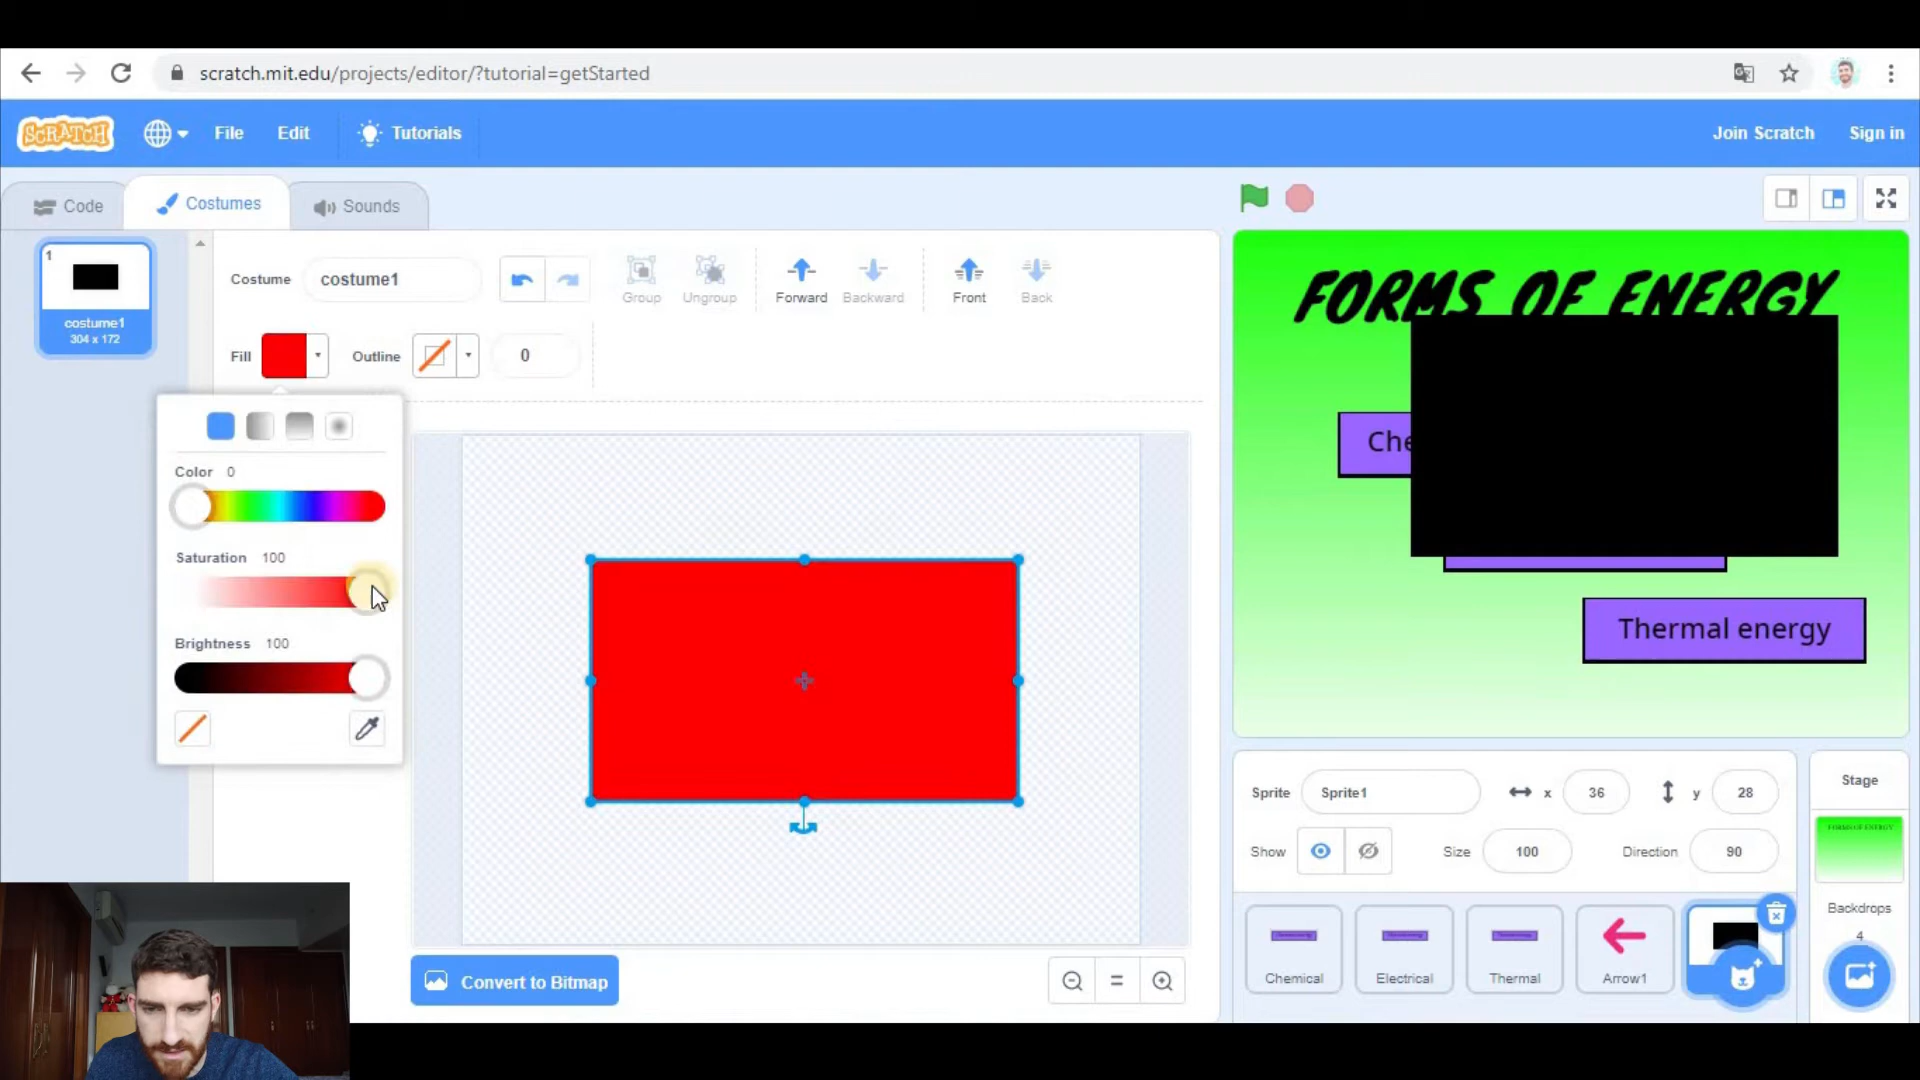 scratch.mit.edu/projects/editor/?tutorial=getStarted
SCRATCH File Edit Tutorials Join Scratch Sign in
Code Costumes Sounds
1
costume1
304 x 172
Costume costume1 Group Ungroup Forward Backward Front Back
Fill Outline 0
Color 0
Saturation 100
Brightness 100
Convert to Bitmap
FORMS OF ENERGY
Che
Thermal energy
Sprite Sprite1 x 36 y 28
Show Size 100 Direction 90
Chemical Electrical Thermal Arrow1
Stage
FORMS OF ENERGY
Backdrops
4